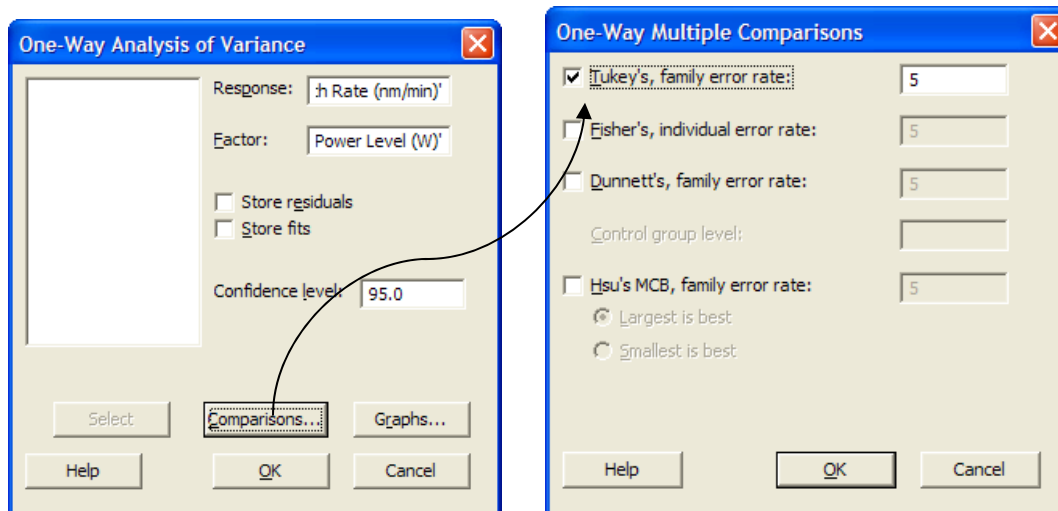 One-Way Analysis of Variance
Response: :h Rate (nm/min)'
Factor: Power Level (W)'
Store residuals
Store fits
Confidence level: 95.0
Select Comparisons... Graphs...
Help OK Cancel
One-Way Multiple Comparisons
Tukey's, family error rate: 5
Fisher's, individual error rate: 5
Dunnett's, family error rate: 5
Control group level:
Hsu's MCB, family error rate: 5
Largest is best
Smallest is best
Help OK Cancel